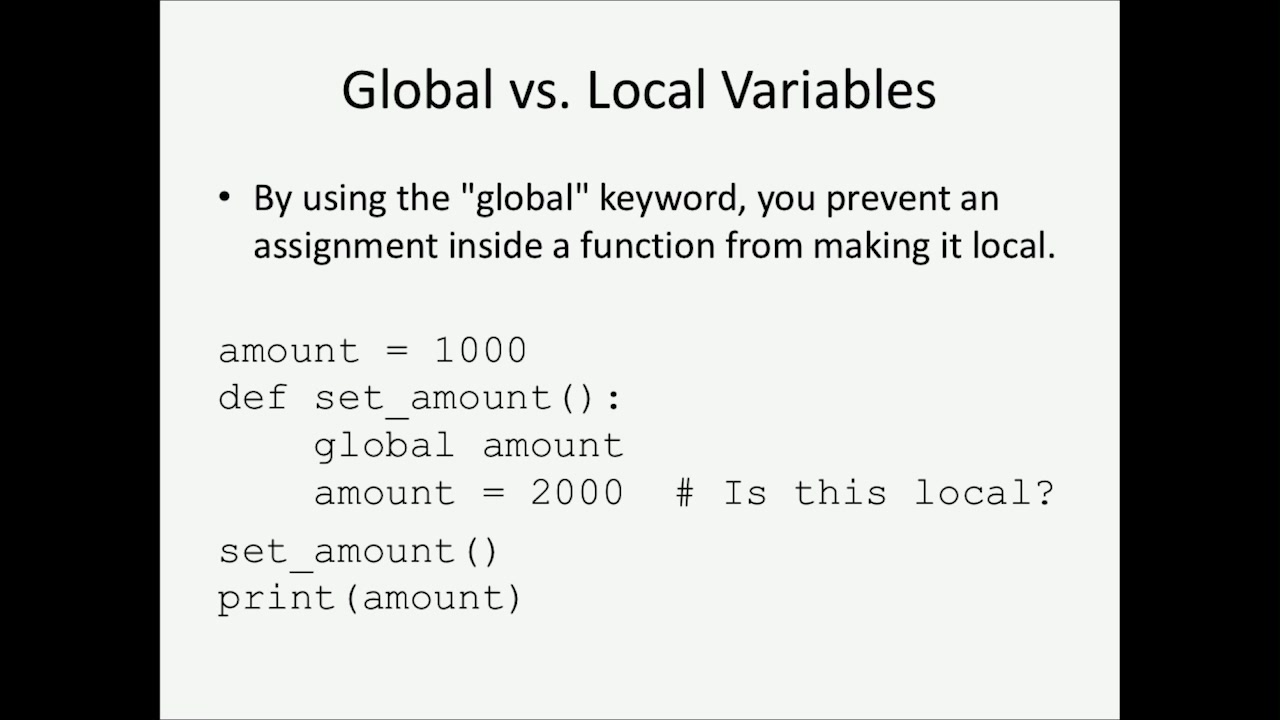 Global vs. Local Variables
• By using the "global" keyword, you prevent an
assignment inside a function from making it local.
amount = 1000
def set_amount():
    global amount
    amount = 2000  # Is this local?
set_amount()
print(amount)